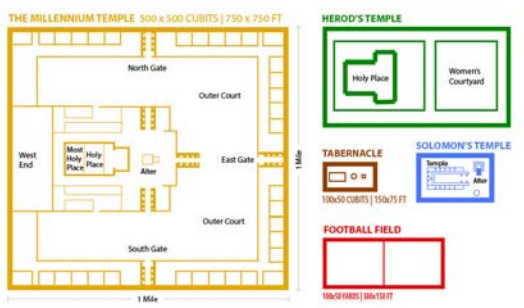 THE MILLENNIUM TEMPLE 500 x 500 CUBITS | 750 x 750 FT
North Gate
Outer Court
West
End
Most
Holy
Place
Holy
Place
Alter
East Gate
Outer Court
South Gate
1 Mile
1 Mile
HEROD'S TEMPLE
Holy Place
Women's
Courtyard
TABERNACLE
100x50 CUBITS | 150x75 FT
SOLOMON'S TEMPLE
Temple
Alter
FOOTBALL FIELD
100x50 YARDS | 300x150 FT